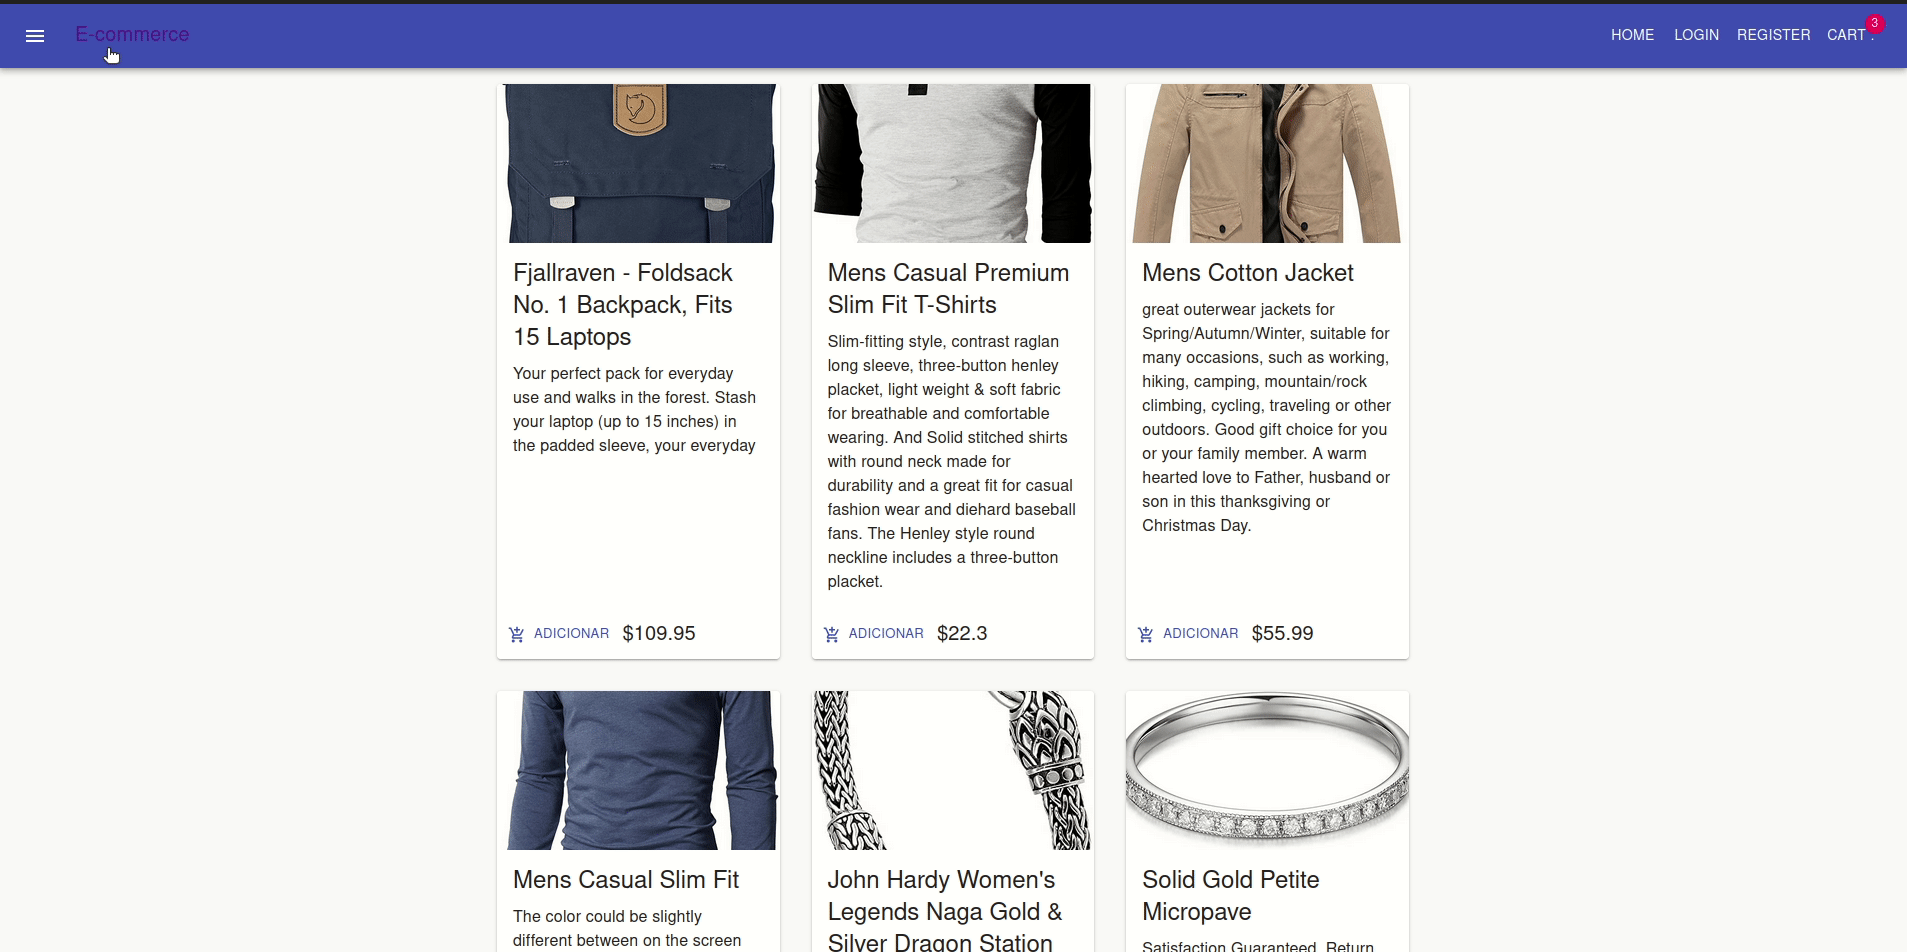 E-commerce
HOME LOGIN REGISTER CART . 3
Fjallraven - Foldsack
No. 1 Backpack, Fits
15 Laptops
Your perfect pack for everyday
use and walks in the forest. Stash
your laptop (up to 15 inches) in
the padded sleeve, your everyday
ADICIONAR $109.95
Mens Casual Premium
Slim Fit T-Shirts
Slim-fitting style, contrast raglan
long sleeve, three-button henley
placket, light weight & soft fabric
for breathable and comfortable
wearing. And Solid stitched shirts
with round neck made for
durability and a great fit for casual
fashion wear and diehard baseball
fans. The Henley style round
neckline includes a three-button
placket.
ADICIONAR $22.3
Mens Cotton Jacket
great outerwear jackets for
Spring/Autumn/Winter, suitable for
many occasions, such as working,
hiking, camping, mountain/rock
climbing, cycling, traveling or other
outdoors. Good gift choice for you
or your family member. A warm
hearted love to Father, husband or
son in this thanksgiving or
Christmas Day.
ADICIONAR $55.99
Mens Casual Slim Fit
The color could be slightly
different between on the screen
John Hardy Women's
Legends Naga Gold &
Silver Dragon Station
Solid Gold Petite
Micropave
Satisfaction Guaranteed. Return